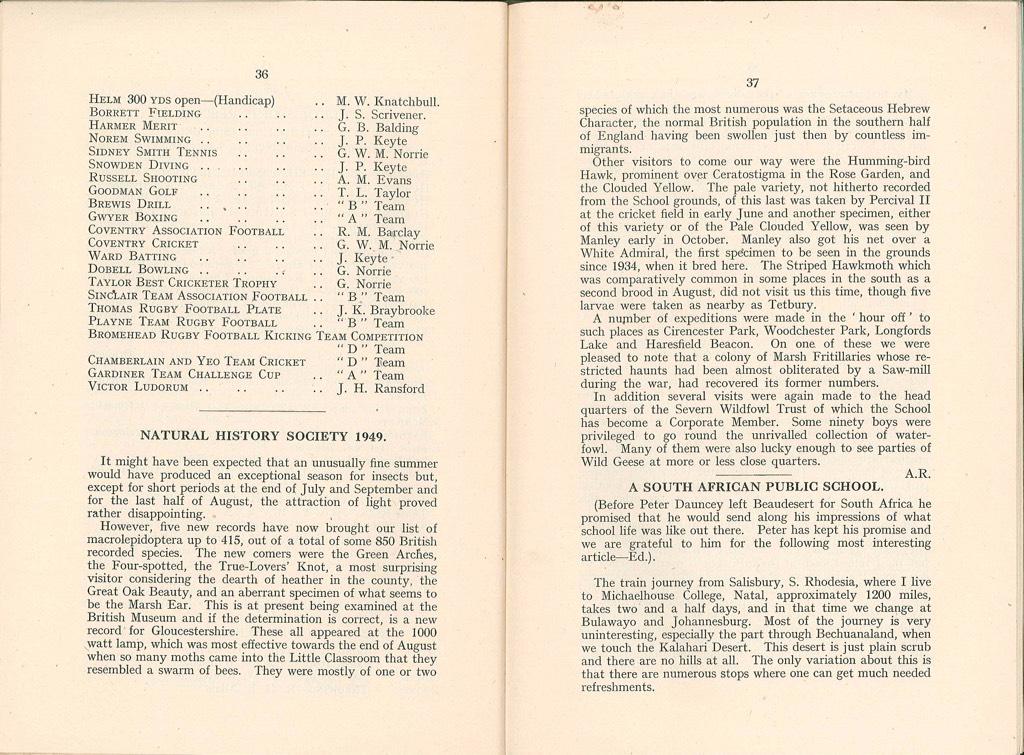 36
HELM 300 YDS open—(Handicap) .. M. W. Knatchbull.
BORRETT FIELDING .. .. .. J. S. Scrivener.
HARMER MERIT .. .. .. .. G. B. Balding
NOREM SWIMMING .. .. .. .. J. P. Keyte
SIDNEY SMITH TENNIS .. .. .. G. W. M. Norrie
SNOWDEN DIVING .. .. .. .. J. P. Keyte
RUSSELL SHOOTING .. .. .. A. M. Evans
GOODMAN GOLF .. .. .. .. T. L. Taylor
BREWIS DRILL .. .. .. .. " B " Team
GWYER BOXING .. .. .. .. " A " Team
COVENTRY ASSOCIATION FOOTBALL .. R. M. Barclay
COVENTRY CRICKET .. .. .. G. W. M. Norrie
WARD BATTING .. .. .. .. J. Keyte
DOBELL BOWLING .. .. .. .. G. Norrie
TAYLOR BEST CRICKETER TROPHY .. G. Norrie
SINCLAIR TEAM ASSOCIATION FOOTBALL .. " B " Team
THOMAS RUGBY FOOTBALL PLATE .. J. K. Braybrooke
PLAYNE TEAM RUGBY FOOTBALL .. " B " Team
BROMEHEAD RUGBY FOOTBALL KICKING TEAM COMPETITION
" D " Team
CHAMBERLAIN AND YEO TEAM CRICKET .. " D " Team
GARDINER TEAM CHALLENGE CUP .. " A " Team
VICTOR LUDORUM .. .. .. .. J. H. Ransford
NATURAL HISTORY SOCIETY 1949.
It might have been expected that an unusually fine summer
would have produced an exceptional season for insects but,
except for short periods at the end of July and September and
for the last half of August, the attraction of light proved
rather disappointing.
However, five new records have now brought our list of
macrolepidoptera up to 415, out of a total of some 850 British
recorded species. The new comers were the Green Arches,
the Four-spotted, the True-Lovers' Knot, a most surprising
visitor considering the dearth of heather in the county, the
Great Oak Beauty, and an aberrant specimen of what seems to
be the Marsh Ear. This is at present being examined at the
British Museum and if the determination is correct, is a new
record for Gloucestershire. These all appeared at the 1000
watt lamp, which was most effective towards the end of August
when so many moths came into the Little Classroom that they
resembled a swarm of bees. They were mostly of one or two
37
species of which the most numerous was the Setaceous Hebrew
Character, the normal British population in the southern half
of England having been swollen just then by countless im-
migrants.
Other visitors to come our way were the Humming-bird
Hawk, prominent over Ceratostigma in the Rose Garden, and
the Clouded Yellow. The pale variety, not hitherto recorded
from the School grounds, of this last was taken by Percival II
at the cricket field in early June and another specimen, either
of this variety or of the Pale Clouded Yellow, was seen by
Manley early in October. Manley also got his net over a
White Admiral, the first specimen to be seen in the grounds
since 1934, when it bred here. The Striped Hawkmoth which
was comparatively common in some places in the south as a
second brood in August, did not visit us this time, though five
larvae were taken as nearby as Tetbury.
A number of expeditions were made in the ' hour off ' to
such places as Cirencester Park, Woodchester Park, Longfords
Lake and Haresfield Beacon. On one of these we were
pleased to note that a colony of Marsh Fritillaries whose re-
stricted haunts had been almost obliterated by a Saw-mill
during the war, had recovered its former numbers.
In addition several visits were again made to the head
quarters of the Severn Wildfowl Trust of which the School
has become a Corporate Member. Some ninety boys were
privileged to go round the unrivalled collection of water-
fowl. Many of them were also lucky enough to see parties of
Wild Geese at more or less close quarters.
A.R.
A SOUTH AFRICAN PUBLIC SCHOOL.
(Before Peter Dauncey left Beaudesert for South Africa he
promised that he would send along his impressions of what
school life was like out there. Peter has kept his promise and
we are grateful to him for the following most interesting
article—Ed.).
The train journey from Salisbury, S. Rhodesia, where I live
to Michaelhouse College, Natal, approximately 1200 miles,
takes two and a half days, and in that time we change at
Bulawayo and Johannesburg. Most of the journey is very
uninteresting, especially the part through Bechuanaland, when
we touch the Kalahari Desert. This desert is just plain scrub
and there are no hills at all. The only variation about this is
that there are numerous stops where one can get much needed
refreshments.